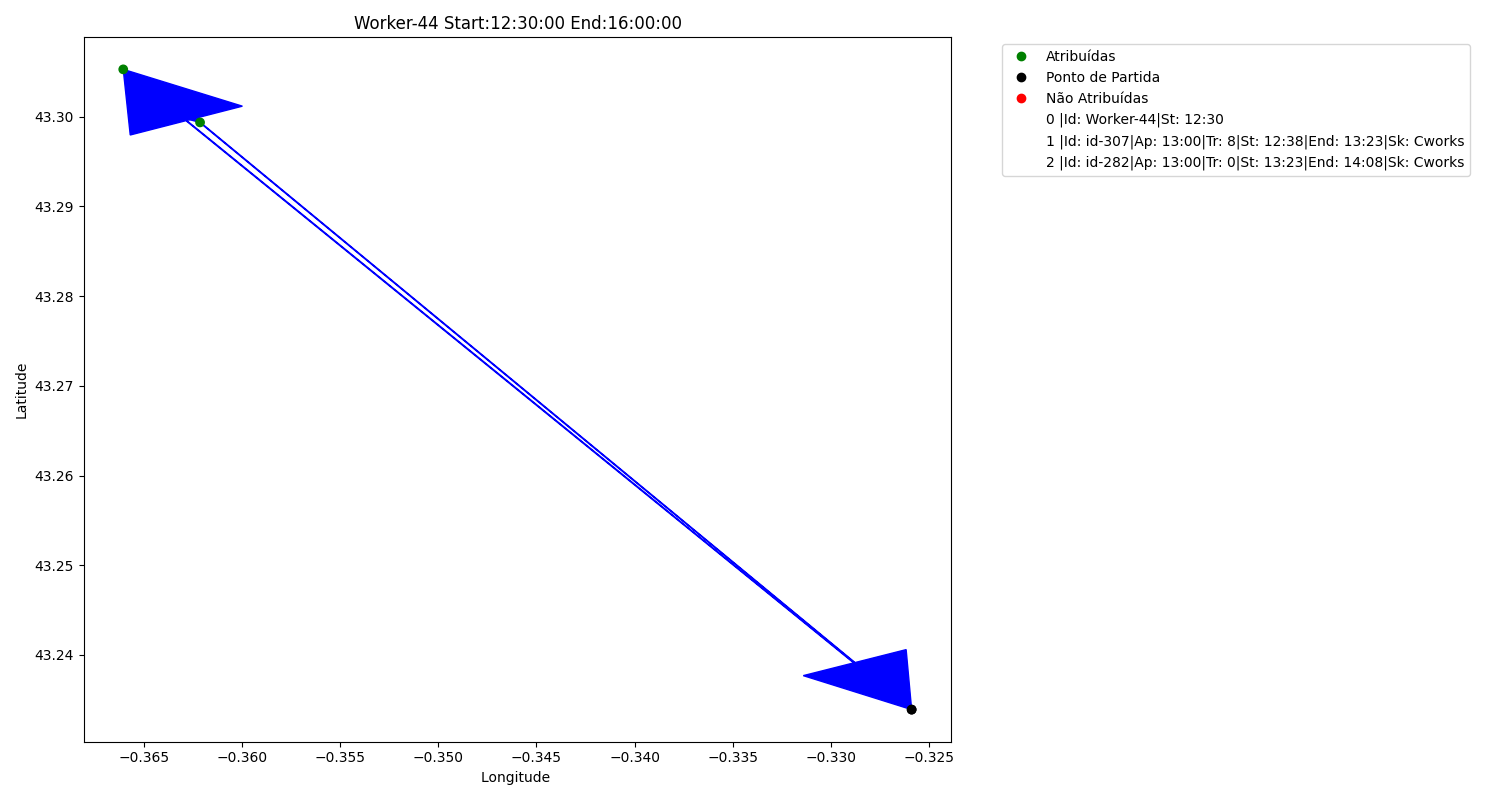 Worker-44 Start:12:30:00 End:16:00:00
Atribuídas
Ponto de Partida
Não Atribuídas
0 |Id: Worker-44|St: 12:30
1 |Id: id-307|Ap: 13:00|Tr: 8|St: 12:38|End: 13:23|Sk: Cworks
2 |Id: id-282|Ap: 13:00|Tr: 0|St: 13:23|End: 14:08|Sk: Cworks
Latitude
43.30
43.29
43.28
43.27
43.26
43.25
43.24
−0.365 −0.360 −0.355 −0.350 −0.345 −0.340 −0.335 −0.330 −0.325
Longitude